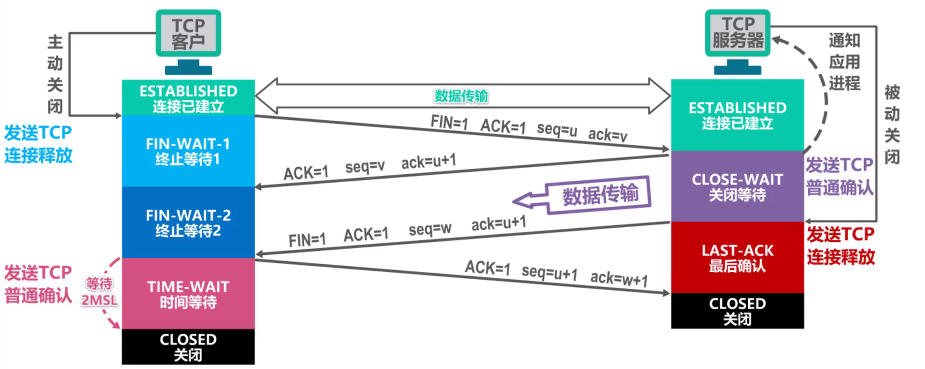 TCP
客户
TCP
服务器
主动关闭
通知
应用
进程
被动关闭
ESTABLISHED
连接已建立
数据传输
ESTABLISHED
连接已建立
发送TCP
连接释放
FIN=1 ACK=1 seq=u ack=v
FIN-WAIT-1
终止等待1
ACK=1 seq=v ack=u+1
CLOSE-WAIT
关闭等待
发送TCP
普通确认
数据传输
FIN-WAIT-2
终止等待2
FIN=1 ACK=1 seq=w ack=u+1
发送TCP
连接释放
LAST-ACK
最后确认
发送TCP
普通确认
等待
2MSL
TIME-WAIT
时间等待
ACK=1 seq=u+1 ack=w+1
CLOSED
关闭
CLOSED
关闭